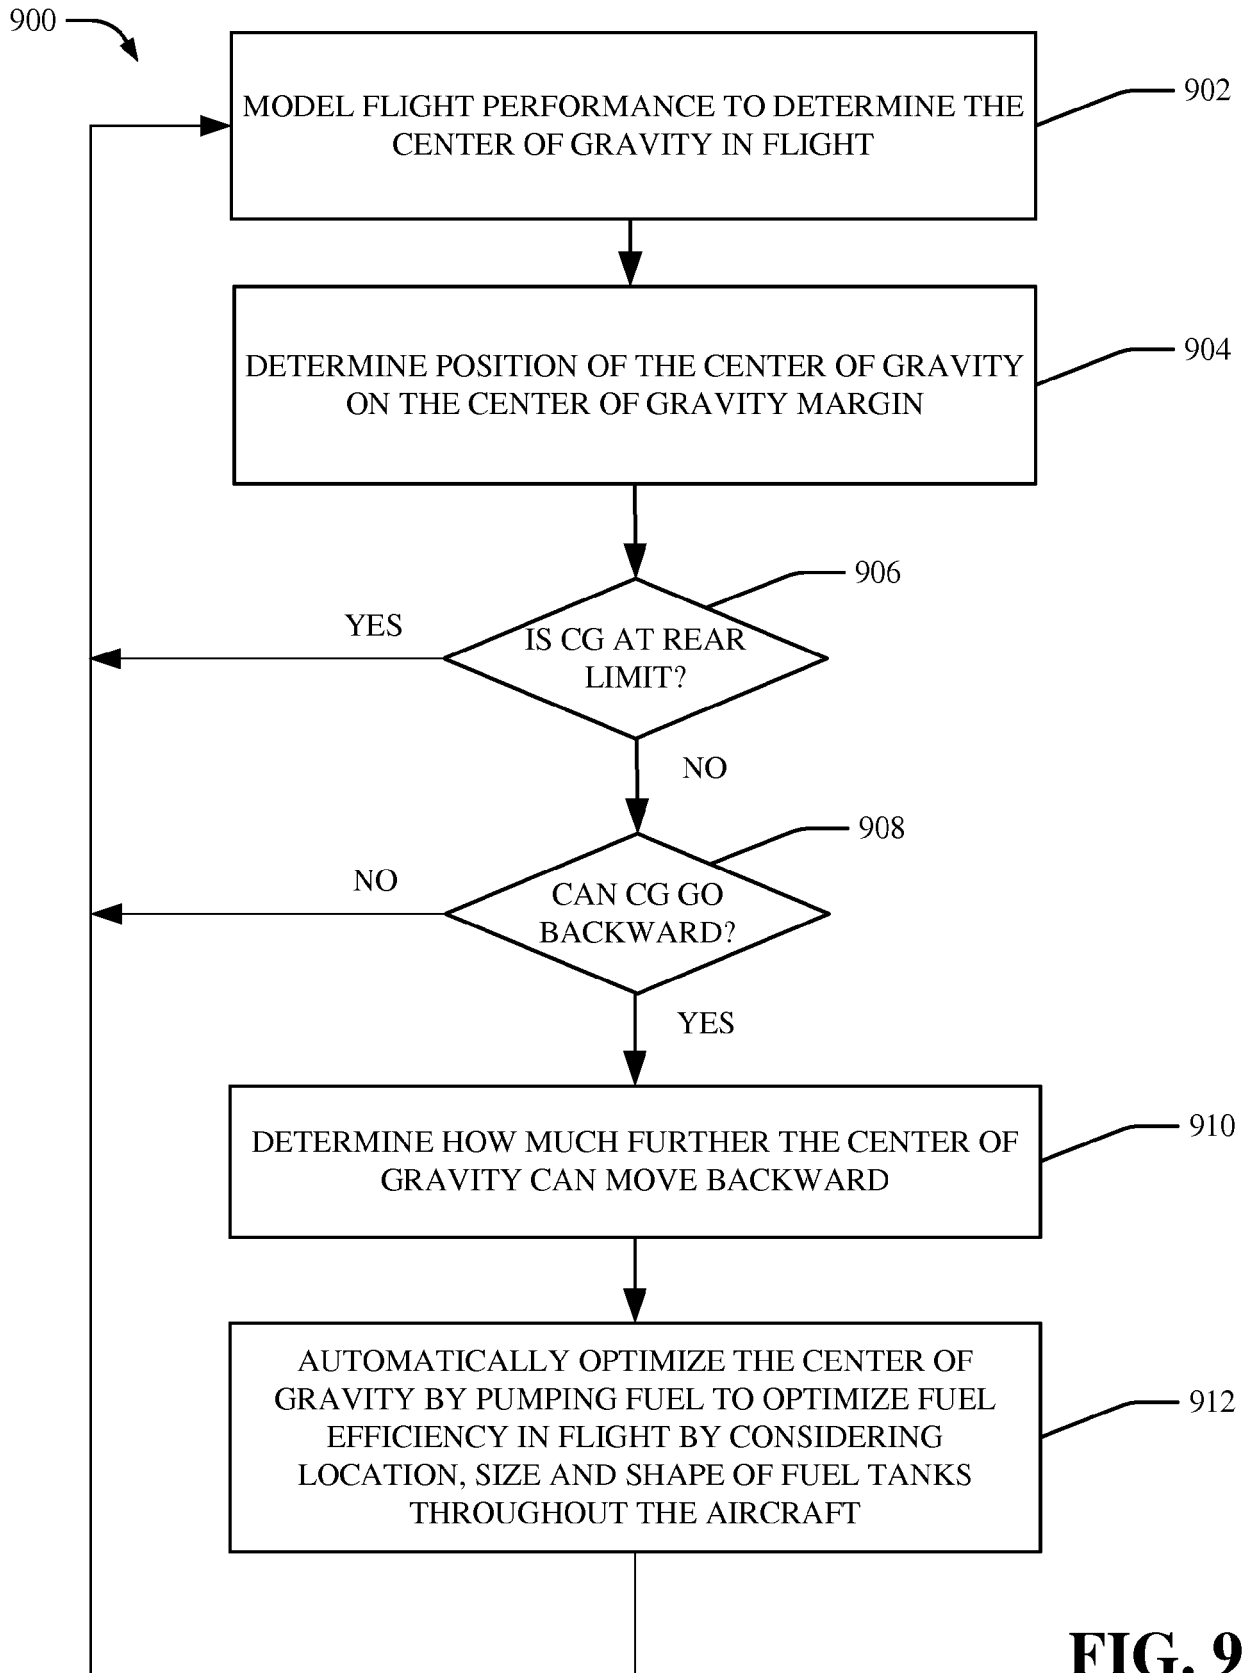 900
902
MODEL FLIGHT PERFORMANCE TO DETERMINE THE
CENTER OF GRAVITY IN FLIGHT
904
DETERMINE POSITION OF THE CENTER OF GRAVITY
ON THE CENTER OF GRAVITY MARGIN
906
YES
IS CG AT REAR
LIMIT?
NO
908
NO
CAN CG GO
BACKWARD?
YES
910
DETERMINE HOW MUCH FURTHER THE CENTER OF
GRAVITY CAN MOVE BACKWARD
AUTOMATICALLY OPTIMIZE THE CENTER OF
GRAVITY BY PUMPING FUEL TO OPTIMIZE FUEL
912
EFFICIENCY IN FLIGHT BY CONSIDERING
LOCATION, SIZE AND SHAPE OF FUEL TANKS
THROUGHOUT THE AIRCRAFT
FIG. 9